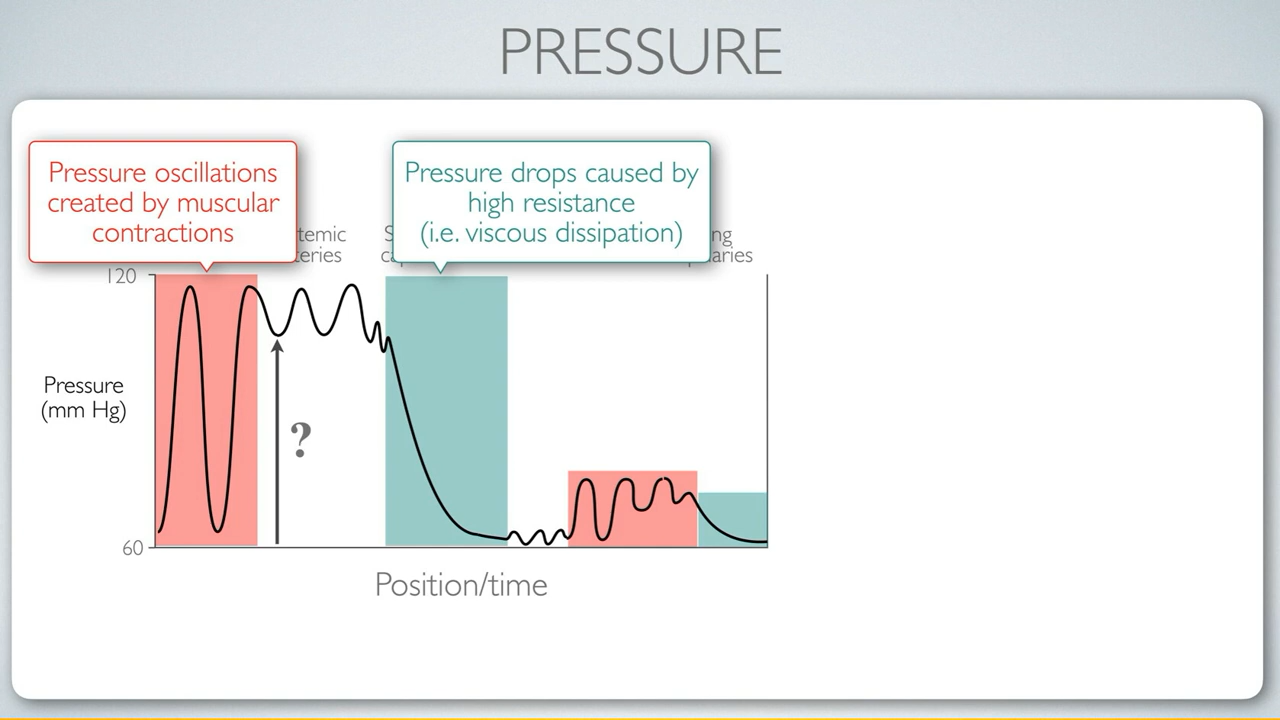 PRESSURE
Pressure oscillations
created by muscular
contractions
Pressure drops caused by
high resistance
(i.e. viscous dissipation)
120
Pressure
(mm Hg)
?
60
Position/time